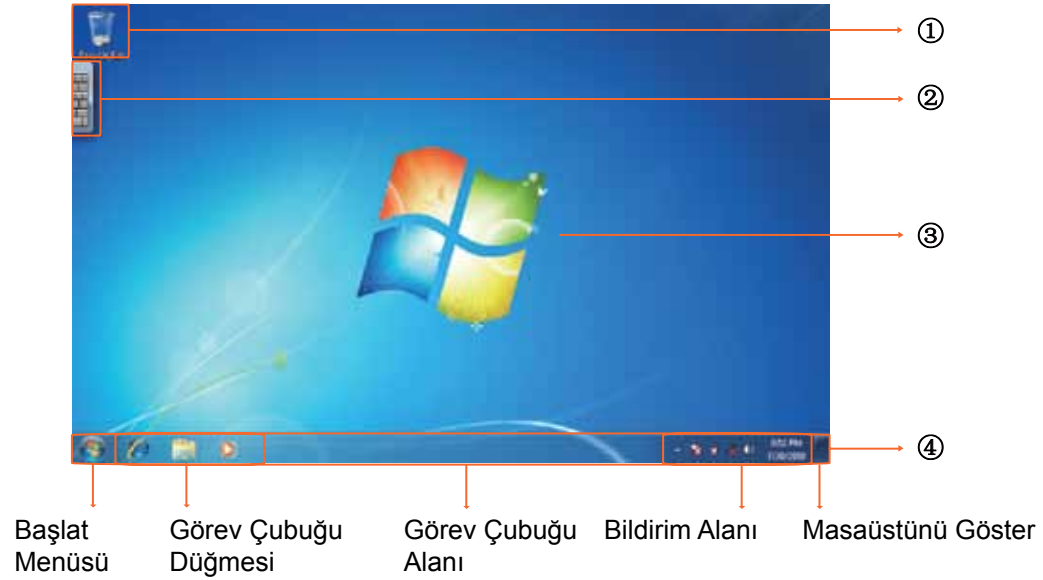 ①
②
③
④
Başlat
Menüsü
Görev Çubuğu
Düğmesi
Görev Çubuğu
Alanı
Bildirim Alanı
Masaüstünü Göster